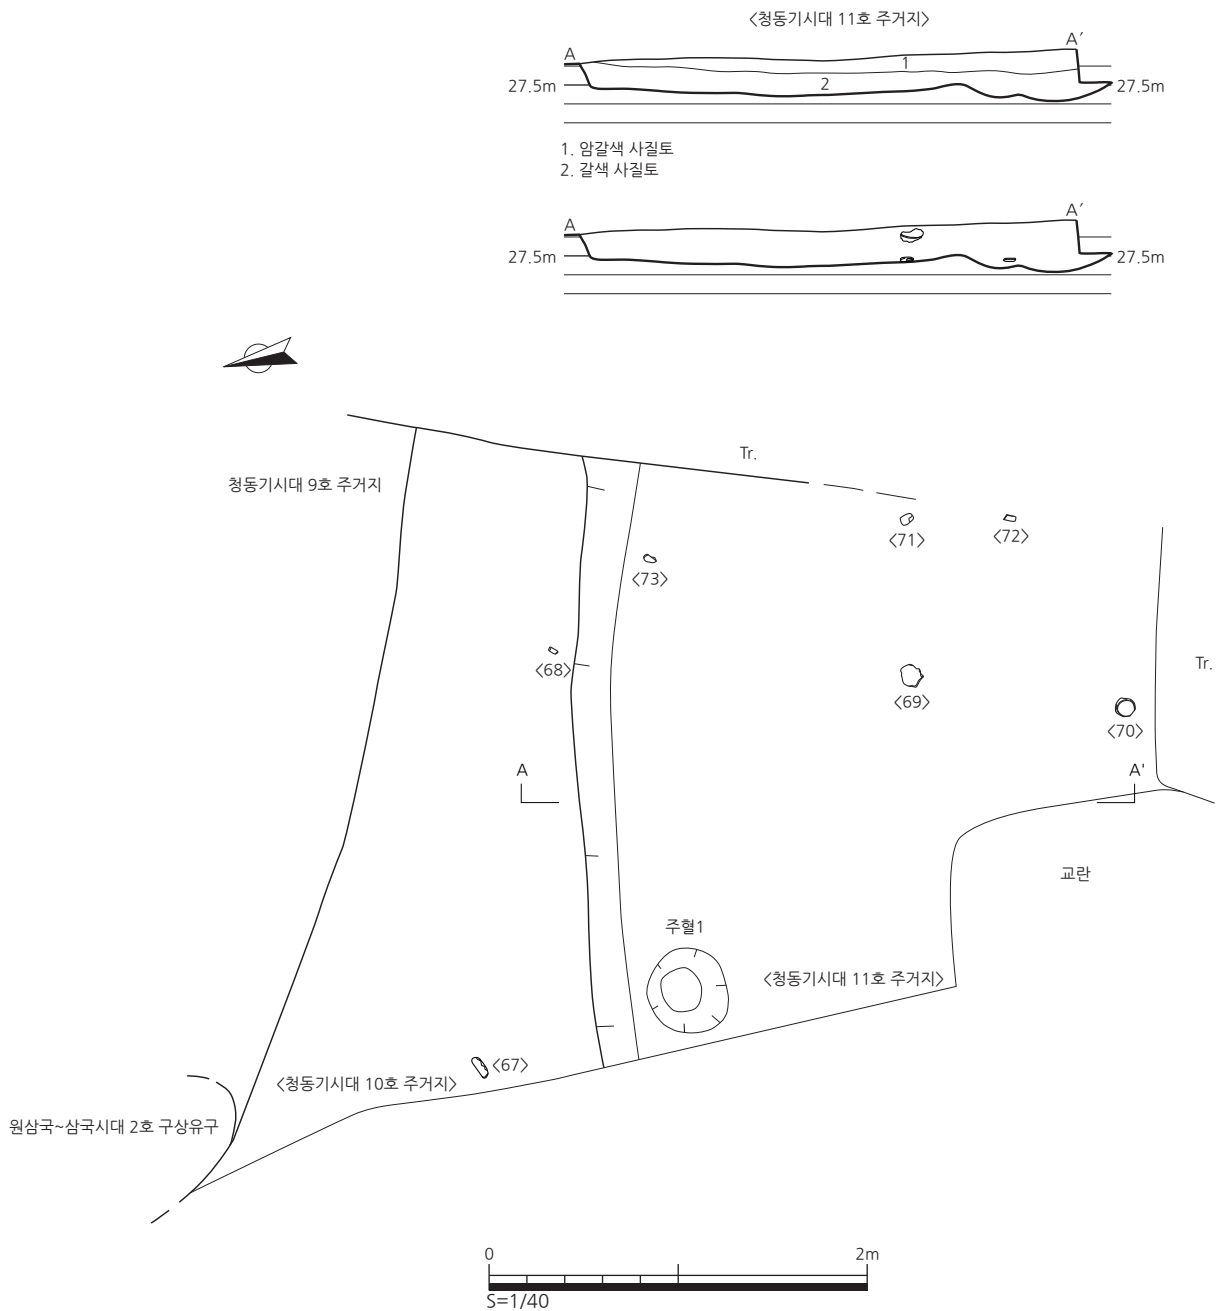 <청동기시대 11호 주거지>
A A′
1
27.5m 2 27.5m
1. 암갈색 사질토
2. 갈색 사질토
A A′
27.5m 27.5m
Tr.
청동기시대 9호 주거지
<71> <72>
<73>
<68>
Tr.
<69>
<70>
A A'
교란
주혈1
<청동기시대 11호 주거지>
<67>
<청동기시대 10호 주거지>
원삼국~삼국시대 2호 구상유구
0 2m
S=1/40